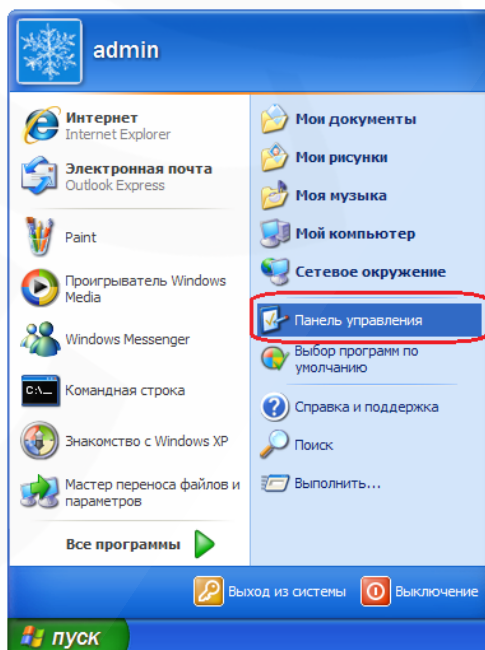 admin
Интернет
Internet Explorer
Электронная почта
Outlook Express
Paint
Проигрыватель Windows
Media
Windows Messenger
C:\_
Командная строка
Знакомство с Windows XP
Мастер переноса файлов и
параметров
Все программы
Мои документы
Мои рисунки
Моя музыка
Мой компьютер
Сетевое окружение
Панель управления
Выбор программ по
умолчанию
Справка и поддержка
Поиск
Выполнить...
Выход из системы
Выключение
пуск